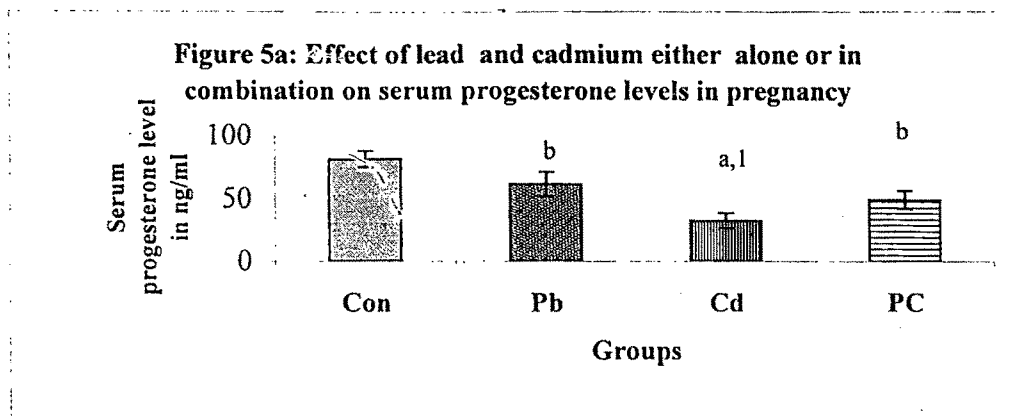 Figure 5a: Effect of lead and cadmium either alone or in
combination on serum progesterone levels in pregnancy
Serum
progesterone level
in ng/ml
100
50
0
b
a,1
b
Con
Pb
Cd
PC
Groups